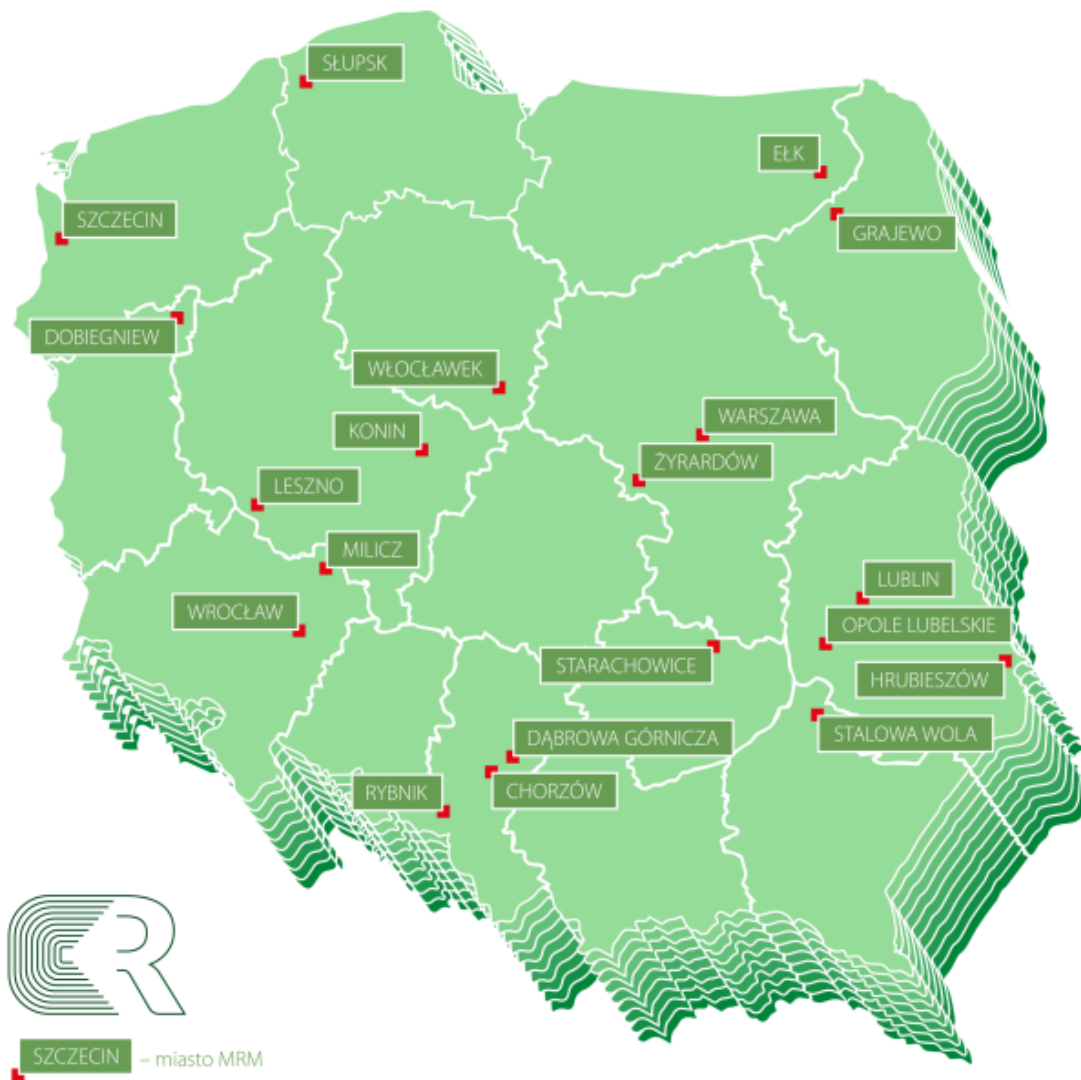 SŁUPSK
EŁK
SZCZECIN
GRAJEWO
DOBIEGNIEW
WŁOCŁAWEK
WARSZAWA
KONIN
ŻYRARDÓW
LESZNO
MILICZ
LUBLIN
WROCŁAW
OPOLE LUBELSKIE
STARACHOWICE
HRUBIESZÓW
STALOWA WOLA
DĄBROWA GÓRNICZA
RYBNIK
CHORZÓW
CR
SZCZECIN – miasto MRM